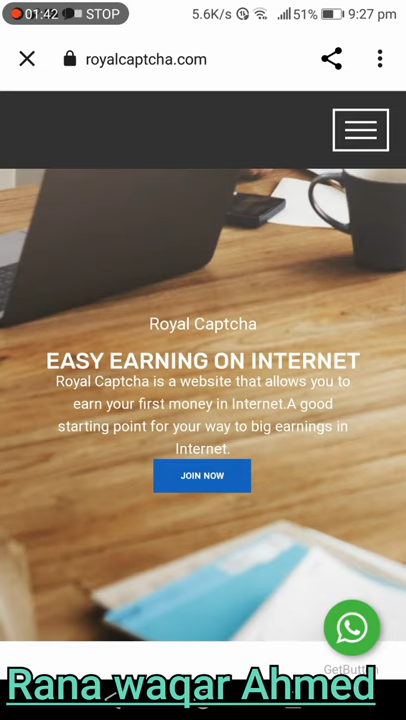 01:42 STOP 5.6K/s 51% 9:27 pm
royalcaptcha.com
Royal Captcha
EASY EARNING ON INTERNET
Royal Captcha is a website that allows you to
earn your first money in Internet.A good
starting point for your way to big earnings in
Internet.
JOIN NOW
GetButton
Rana waqar Ahmed